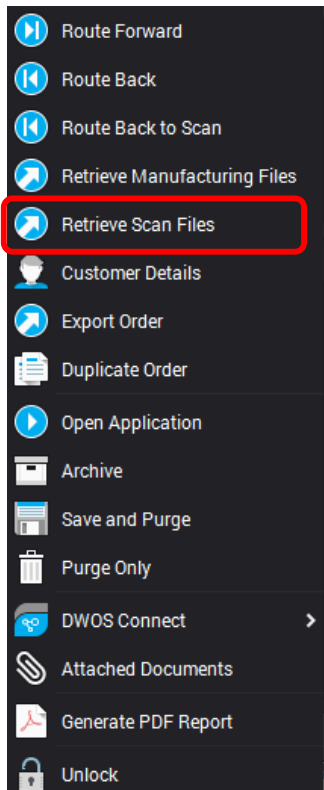 Route Forward
Route Back
Route Back to Scan
Retrieve Manufacturing Files
Retrieve Scan Files
Customer Details
Export Order
Duplicate Order
Open Application
Archive
Save and Purge
Purge Only
DWOS Connect
Attached Documents
Generate PDF Report
Unlock